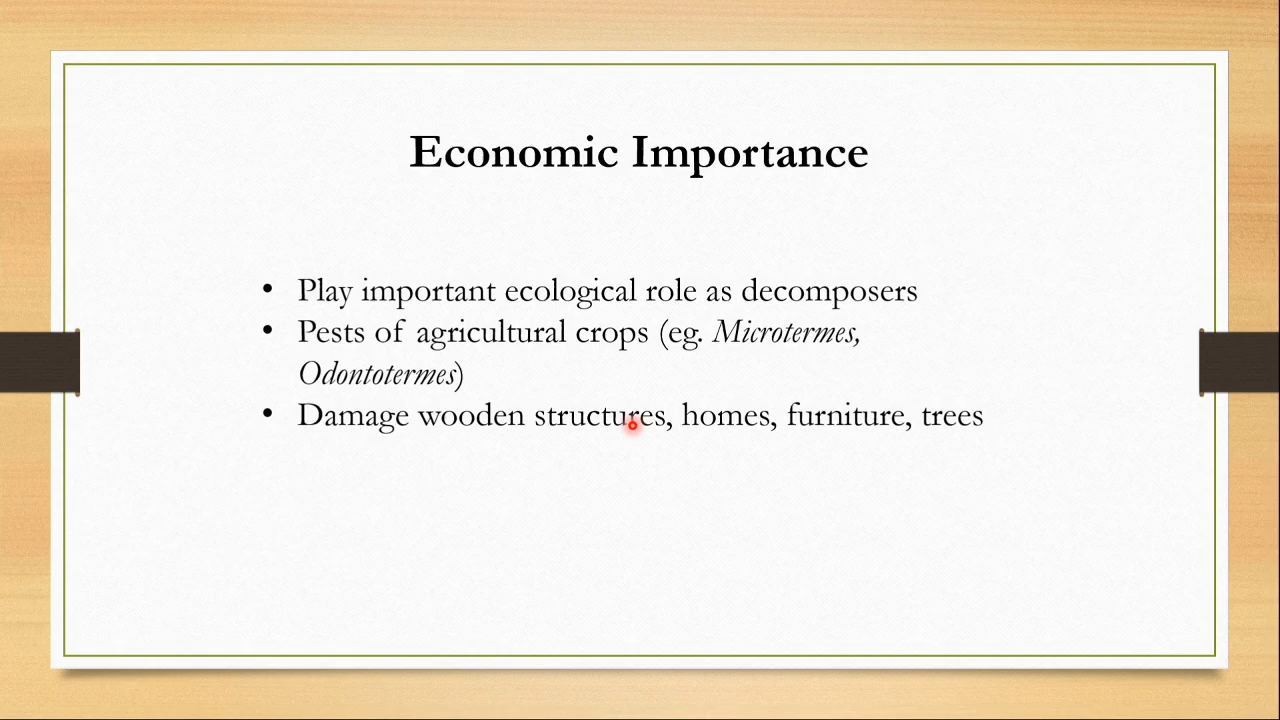 Economic Importance
• Play important ecological role as decomposers
• Pests of agricultural crops (eg. Microtermes,
Odontotermes)
• Damage wooden structures, homes, furniture, trees